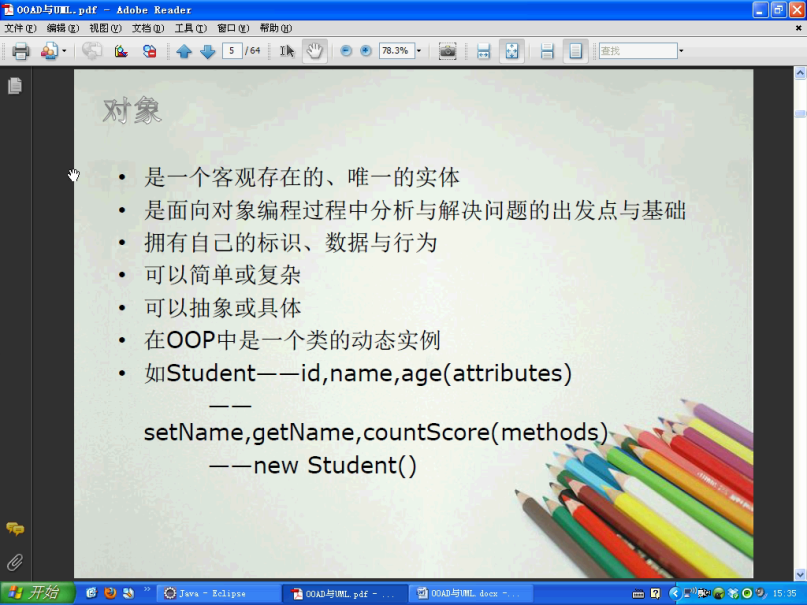 OOAD与UML.pdf - Adobe Reader
文件(F) 编辑(E) 视图(V) 文档(D) 工具(T) 窗口(W) 帮助(H)
5 /64 78.3% 查找
对象
• 是一个客观存在的、唯一的实体
• 是面向对象编程过程中分析与解决问题的出发点与基础
• 拥有自己的标识、数据与行为
• 可以简单或复杂
• 可以抽象或具体
• 在OOP中是一个类的动态实例
• 如Student——id,name,age(attributes)
——
setName,getName,countScore(methods)
——new Student()
开始 Java - Eclipse OOAD与UML.pdf - ... OOAD与UML.docx -... 15:35